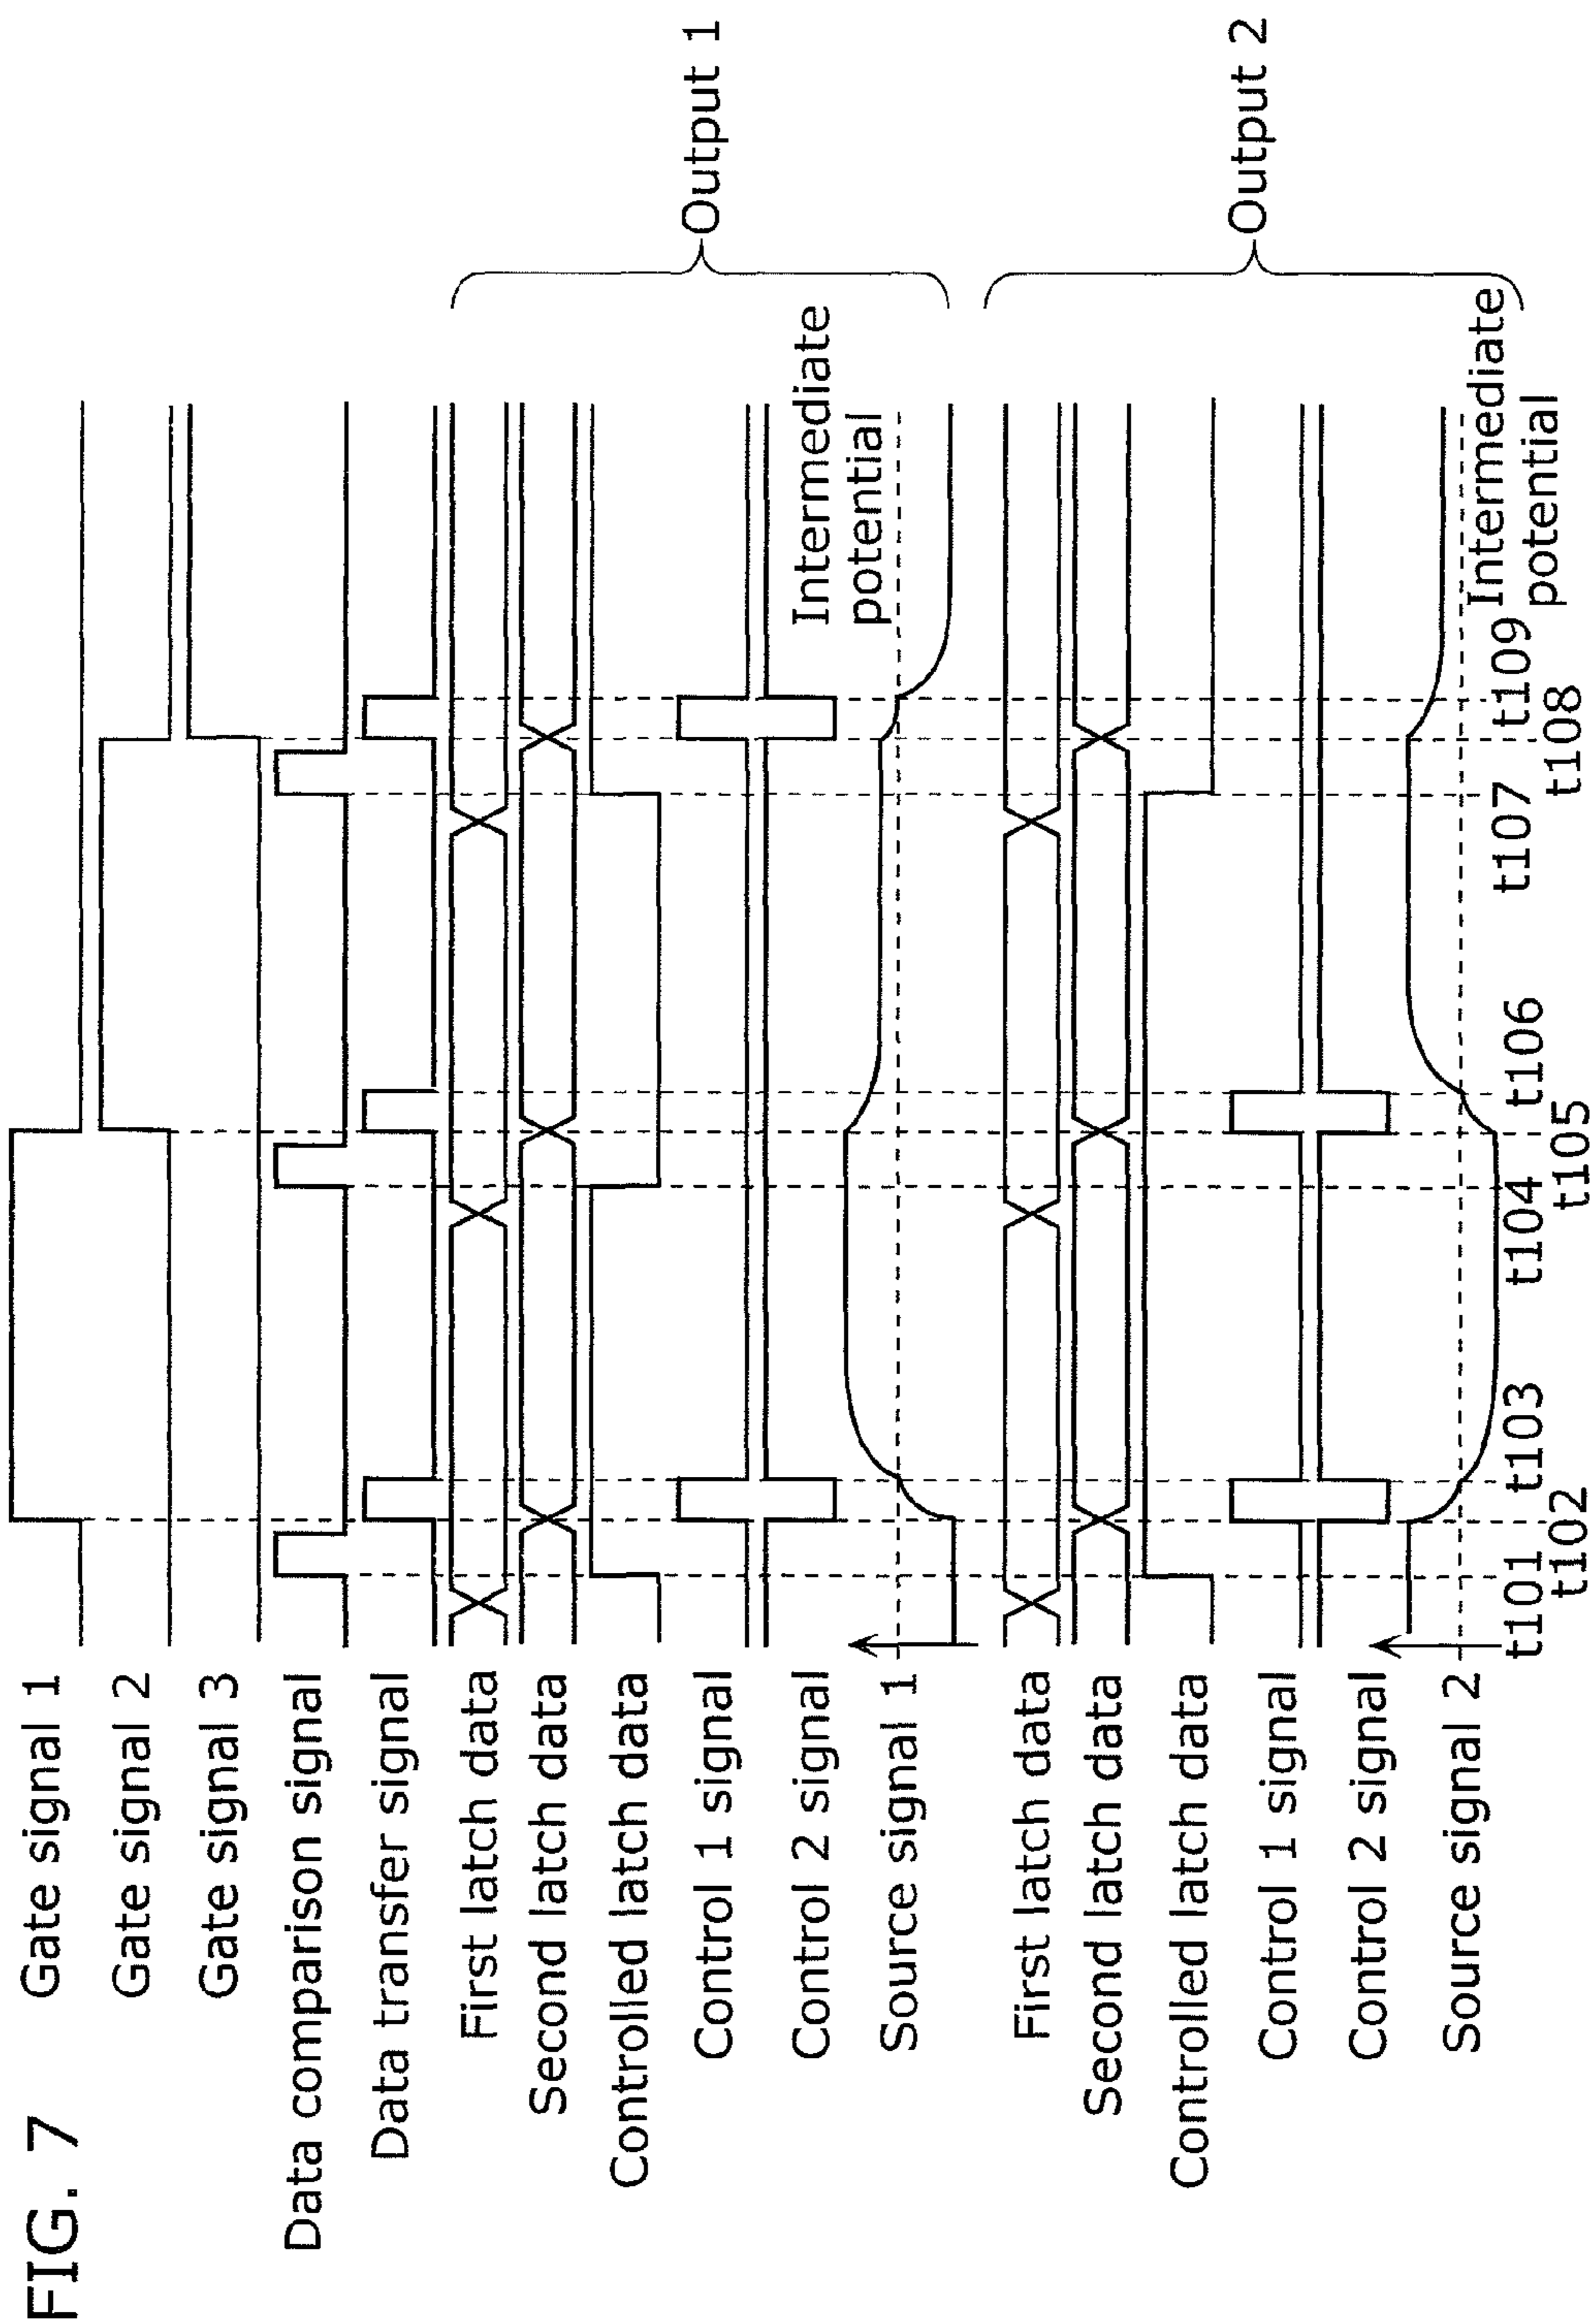 FIG. 7
Gate signal 1
Gate signal 2
Gate signal 3
Data comparison signal
Data transfer signal
First latch data
Second latch data
Controlled latch data
Control 1 signal
Control 2 signal
Source signal 1
Intermediate
potential
Output 1
First latch data
Second latch data
Controlled latch data
Control 1 signal
Control 2 signal
Source signal 2
Intermediate
potential
Output 2
t101
t102
t103
t104
t105
t106
t107
t108
t109